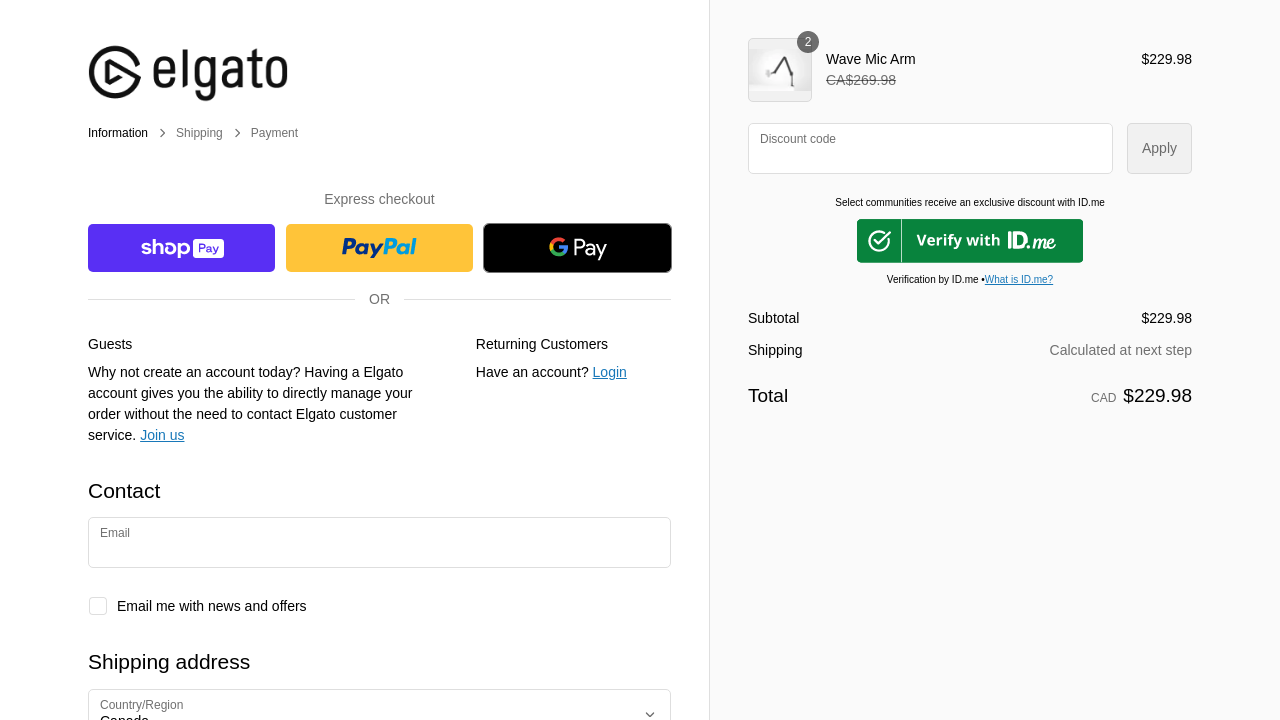 elgato
Information
Shipping
Payment
Express checkout
shop Pay
PayPal
G Pay
OR
Guests
Why not create an account today? Having a Elgato
account gives you the ability to directly manage your
order without the need to contact Elgato customer
service. Join us
Returning Customers
Have an account? Login
Contact
Email
Email me with news and offers
Shipping address
Country/Region
Canada
2
Wave Mic Arm
$229.98
CA$269.98
Discount code
Apply
Select communities receive an exclusive discount with ID.me
Verify with ID.me
Verification by ID.me •What is ID.me?
Subtotal
$229.98
Shipping
Calculated at next step
Total
CAD $229.98